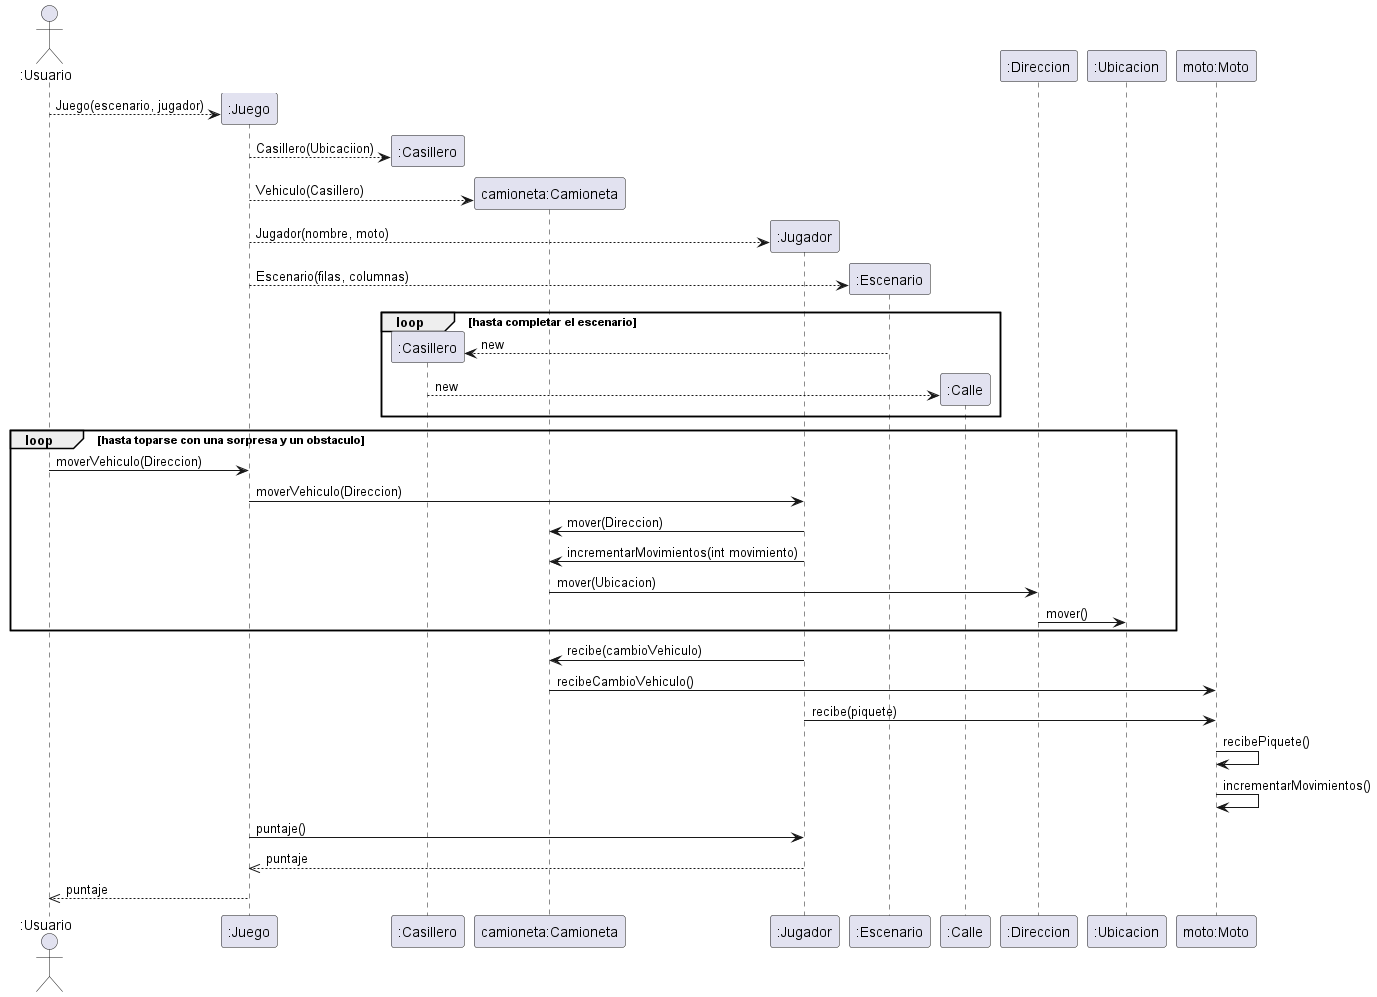 :Usuario
:Direccion
:Ubicacion
moto:Moto
Juego(escenario, jugador)
:Juego
Casillero(Ubicaciion)
:Casillero
Vehiculo(Casillero)
camioneta:Camioneta
Jugador(nombre, moto)
:Jugador
Escenario(filas, columnas)
:Escenario
loop
[hasta completar el escenario]
:Casillero
new
new
:Calle
loop
[hasta toparse con una sorpresa y un obstaculo]
moverVehiculo(Direccion)
moverVehiculo(Direccion)
mover(Direccion)
incrementarMovimientos(int movimiento)
mover(Ubicacion)
mover()
recibe(cambioVehiculo)
recibeCambioVehiculo()
recibe(piquete)
recibePiquete()
incrementarMovimientos()
puntaje()
puntaje
puntaje
:Usuario
:Juego
:Casillero
camioneta:Camioneta
:Jugador
:Escenario
:Calle
:Direccion
:Ubicacion
moto:Moto